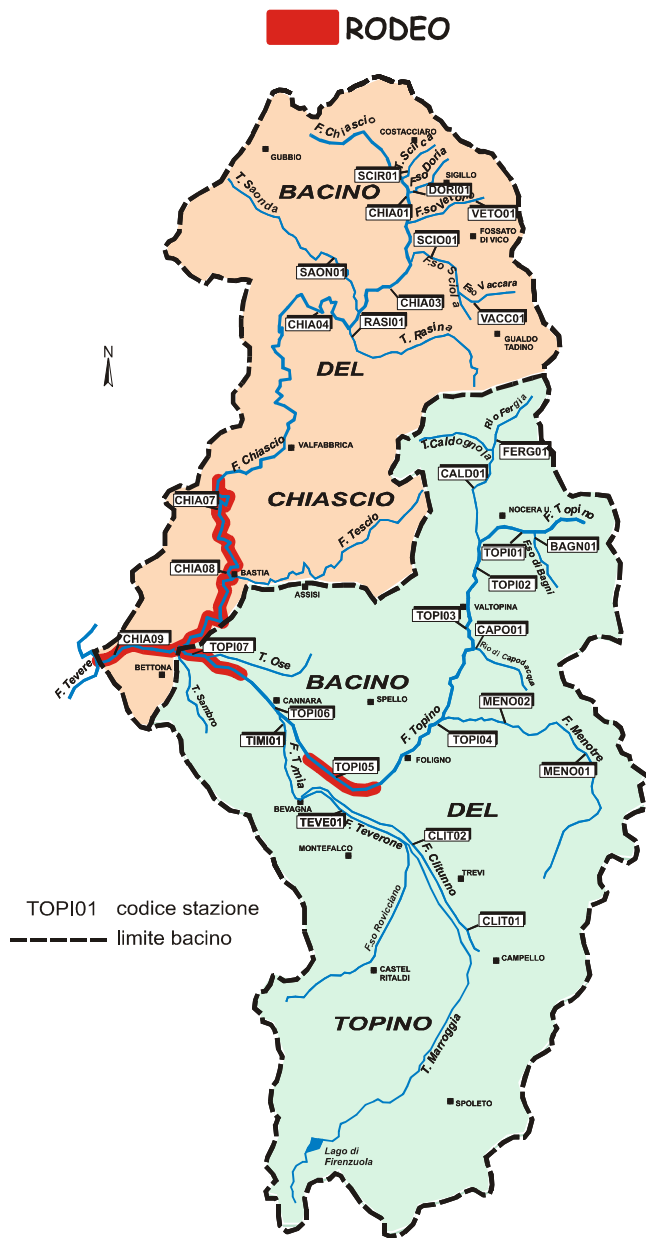 RODEO
F. Chiascio
COSTACCIARO
GUBBIO
T. Scirca
F.so Doria
SCIR01
SIGILLO
T. Saonda
BACINO
DORI01
CHIA01
F.so Vetorno
VETO01
SCIO01
FOSSATO
DI VICO
SAON01
F.so Sciola
F.so Vaccara
CHIA03
CHIA04
RASI01
VACC01
T. Rasina
GUALDO
TADINO
N
DEL
Rio Fergia
T.Caldognola
F. Chiascio
VALFABBRICA
FERG01
CALD01
CHIA07
CHIASCIO
NOCERA U.
F. Topino
F. Tescio
TOPI01
BAGN01
F.so di Bagni
CHIA08
BASTIA
TOPI02
ASSISI
VALTOPINA
TOPI03
CAPO01
CHIA09
TOPI07
Rio di Capodacqua
F. Tevere
BETTONA
T. Ose
BACINO
T. Sambro
CANNARA
SPELLO
MENO02
TOPI06
F. Topino
F. Menotre
TIMI01
TOPI04
F. Timia
TOPI05
FOLIGNO
MENO01
BEVAGNA
DEL
TEVE01
F. Teverone
CLIT02
MONTEFALCO
F. Clitunno
TREVI
F.so Rovicciano
TOPI01 codice stazione
CLIT01
limite bacino
CAMPELLO
CASTEL
RITALDI
TOPINO
T. Marroggia
SPOLETO
Lago di
Firenzuola